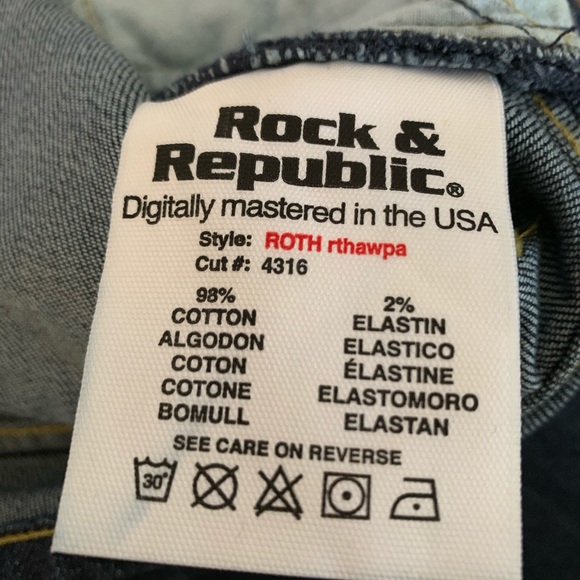 Rock &
Republic®
Digitally mastered in the USA
Style: ROTH rthawpa
Cut #: 4316
98% 2%
COTTON ELASTIN
ALGODON ELASTICO
COTON ÉLASTINE
COTONE ELASTOMORO
BOMULL ELASTAN
SEE CARE ON REVERSE
30°